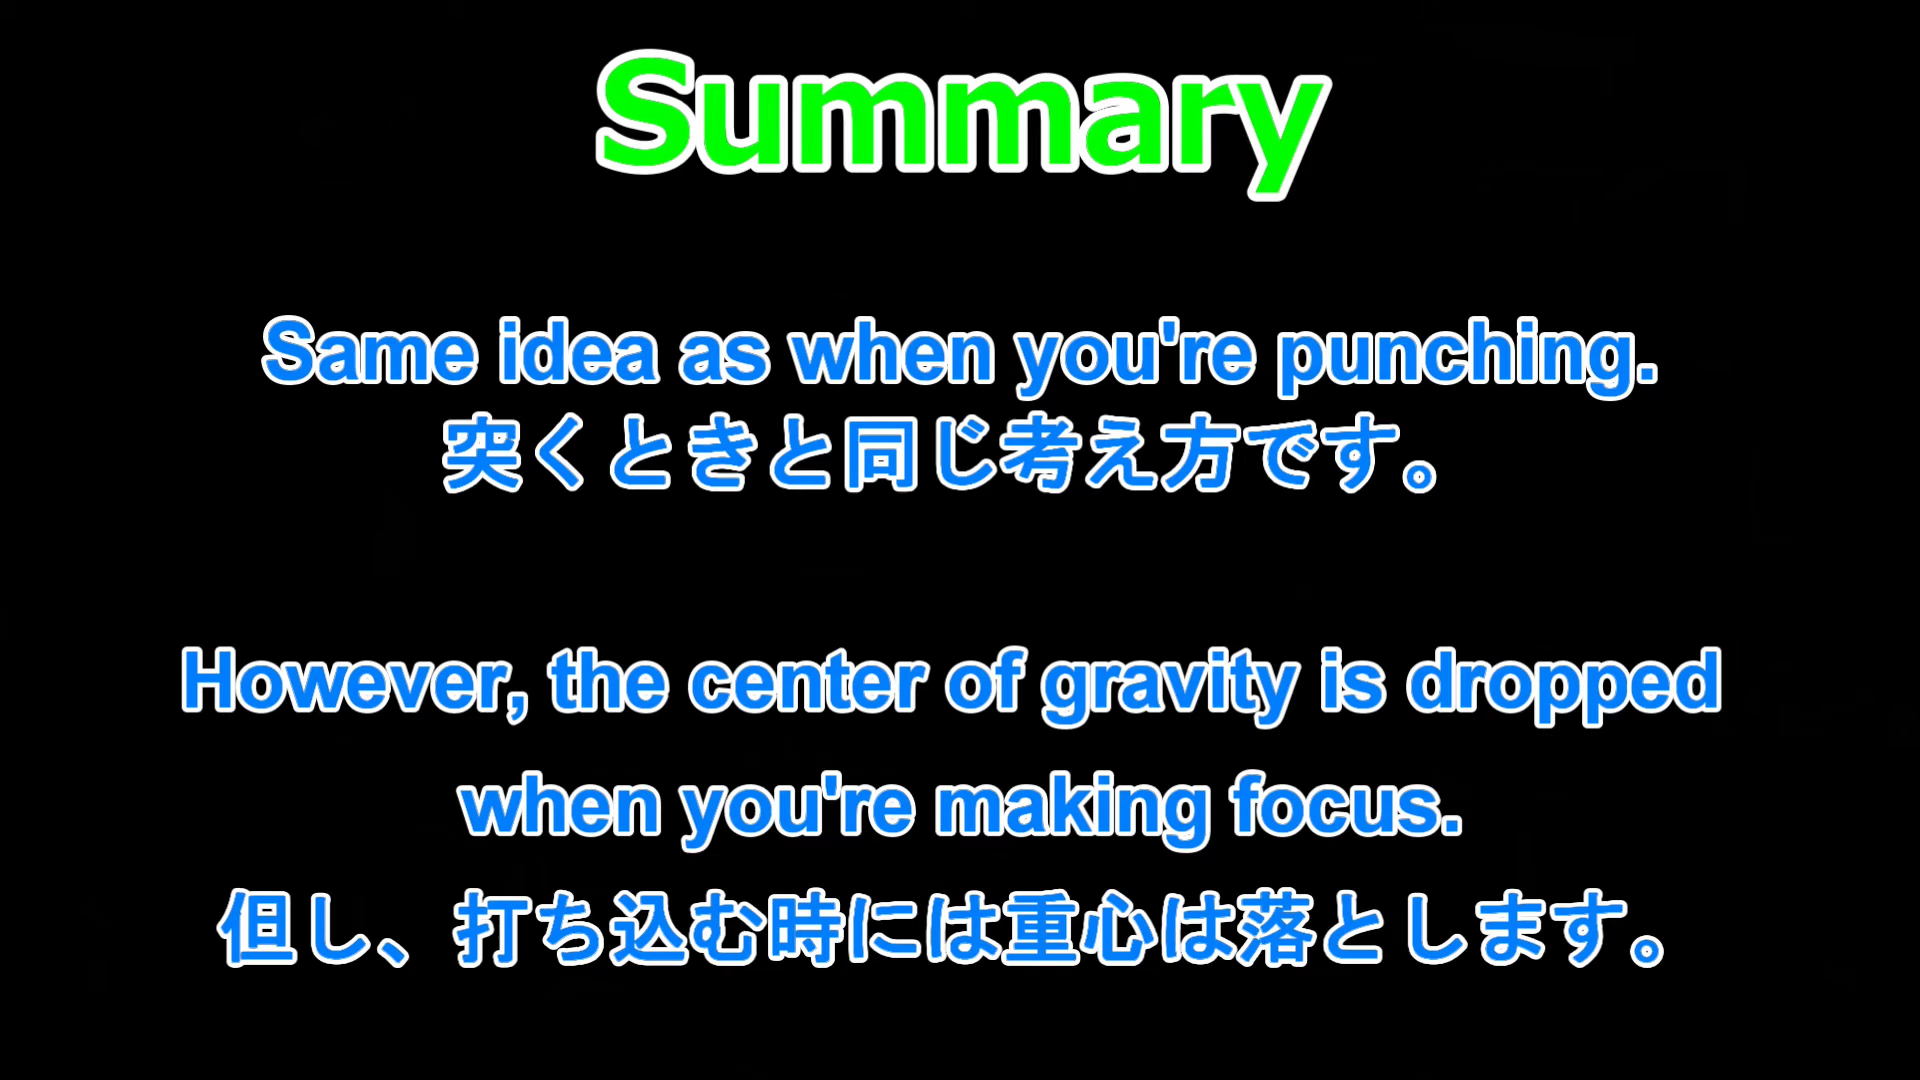 Summary
Same idea as when you're punching.
突くときと同じ考え方です。
However, the center of gravity is dropped
when you're making focus.
但し、打ち込む時には重心は落とします。